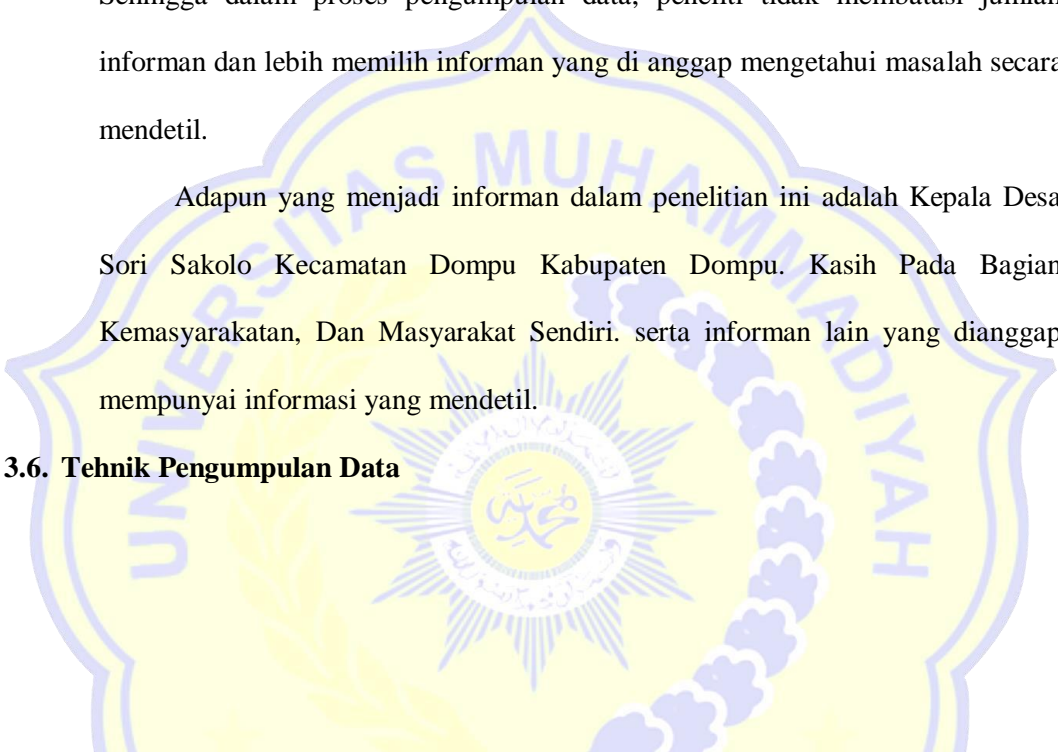 Sehingga dalam proses pengumpulan data, peneliti tidak membatasi jumlah
informan dan lebih memilih informan yang di anggap mengetahui masalah secara
mendetil.
Adapun yang menjadi informan dalam penelitian ini adalah Kepala Desa
Sori Sakolo Kecamatan Dompu Kabupaten Dompu. Kasih Pada Bagian
Kemasyarakatan, Dan Masyarakat Sendiri. serta informan lain yang dianggap
mempunyai informasi yang mendetil.
3.6. Tehnik Pengumpulan Data
UNIVERSITAS MUHAMMADIYAH